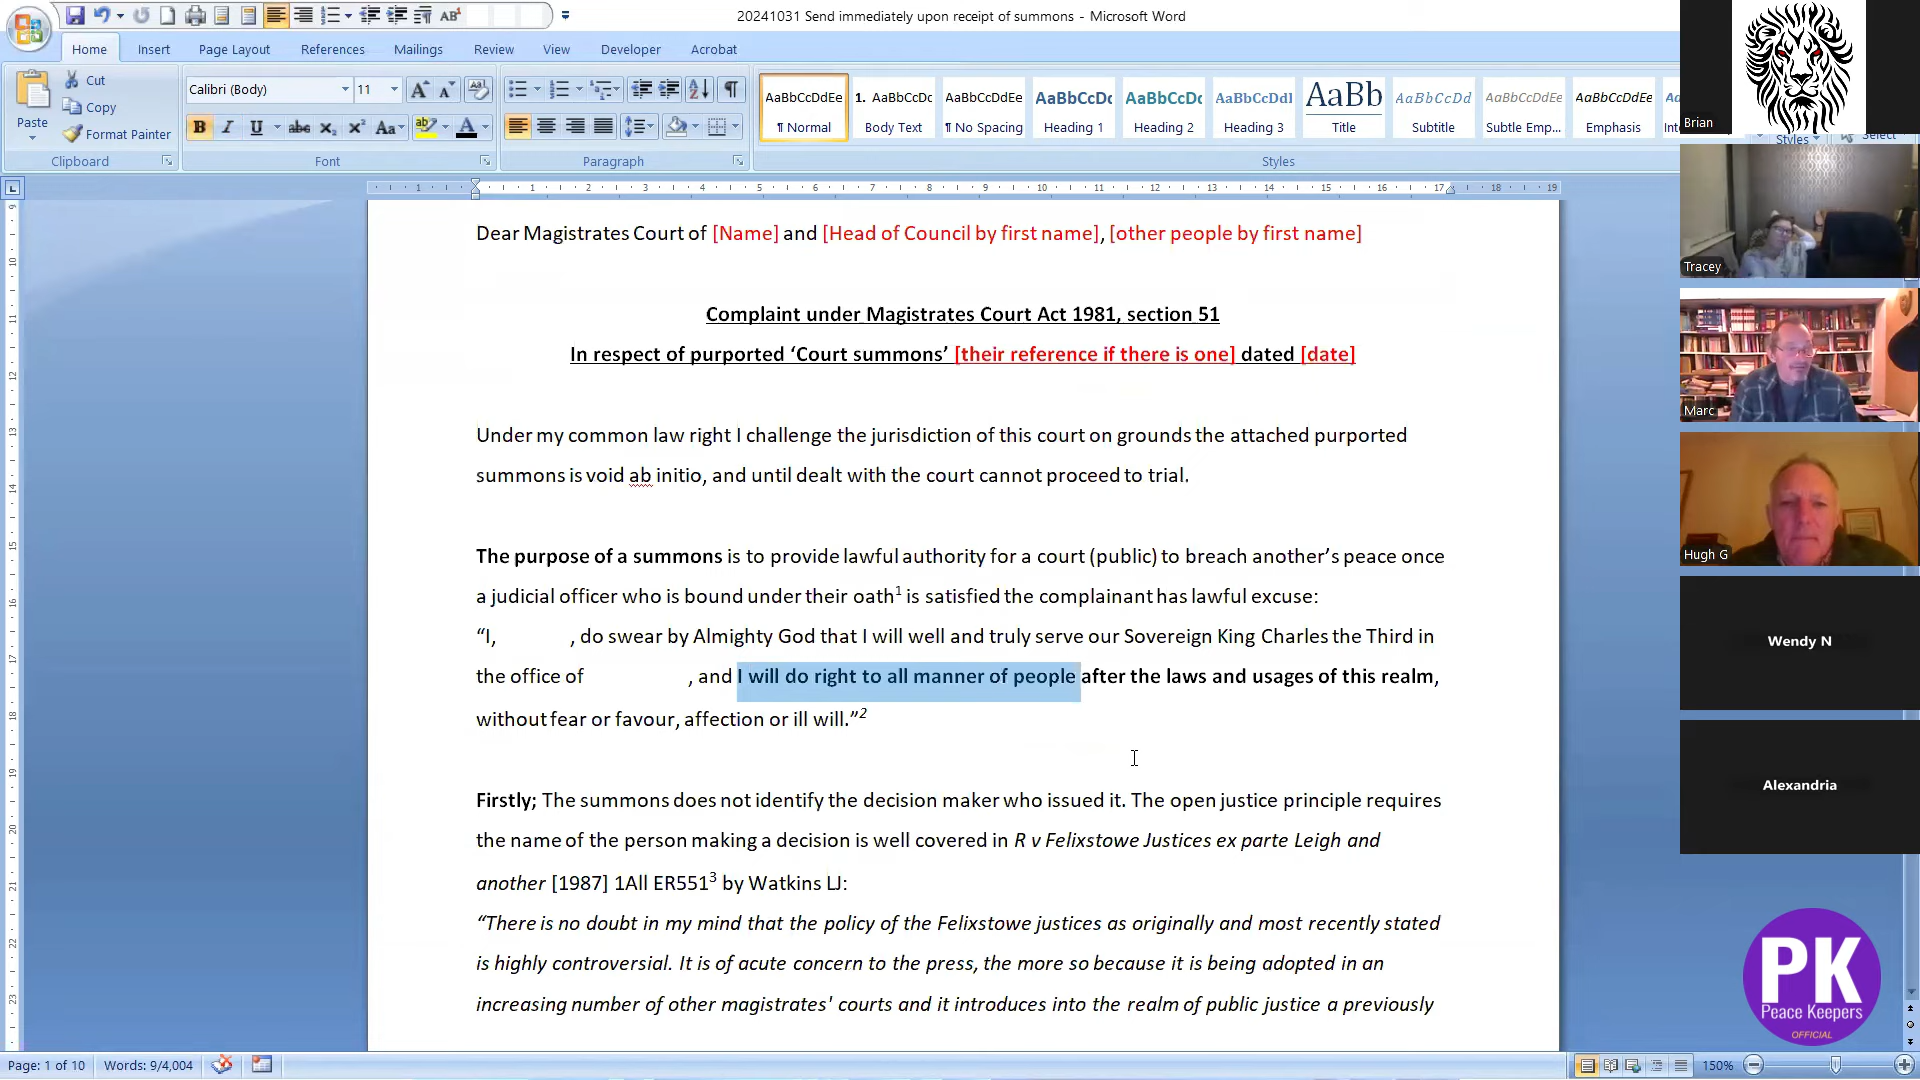 20241031 Send immediately upon receipt of summons - Microsoft Word
Home Insert Page Layout References Mailings Review View Developer Acrobat
Paste
Cut
Copy
Format Painter
Clipboard
Calibri (Body) 11
Font
Paragraph
AaBbCcDdEe 1. AaBbCcDc AaBbCcDdEe AaBbCcDc AaBbCcDc AaBbCcDdI AaBb AaBbCcDd AaBbCcDdEe AaBbCcDdEe
¶ Normal Body Text ¶ No Spacing Heading 1 Heading 2 Heading 3 Title Subtitle Subtle Emp... Emphasis
Styles
Dear Magistrates Court of [Name] and [Head of Council by first name], [other people by first name]
Complaint under Magistrates Court Act 1981, section 51
In respect of purported ‘Court summons’ [their reference if there is one] dated [date]
Under my common law right I challenge the jurisdiction of this court on grounds the attached purported
summons is void ab initio, and until dealt with the court cannot proceed to trial.
The purpose of a summons is to provide lawful authority for a court (public) to breach another’s peace once
a judicial officer who is bound under their oath1 is satisfied the complainant has lawful excuse:
“I, , do swear by Almighty God that I will well and truly serve our Sovereign King Charles the Third in
the office of , and I will do right to all manner of people after the laws and usages of this realm,
without fear or favour, affection or ill will.”2
Firstly; The summons does not identify the decision maker who issued it. The open justice principle requires
the name of the person making a decision is well covered in R v Felixstowe Justices ex parte Leigh and
another [1987] 1All ER5513 by Watkins LJ:
“There is no doubt in my mind that the policy of the Felixstowe justices as originally and most recently stated
is highly controversial. It is of acute concern to the press, the more so because it is being adopted in an
increasing number of other magistrates' courts and it introduces into the realm of public justice a previously
Page: 1 of 10 Words: 9/4,004
150%
Brian
Styles
Select
Tracey
Marc
Hugh G
Wendy N
Alexandria
PK
Peace Keepers
OFFICIAL